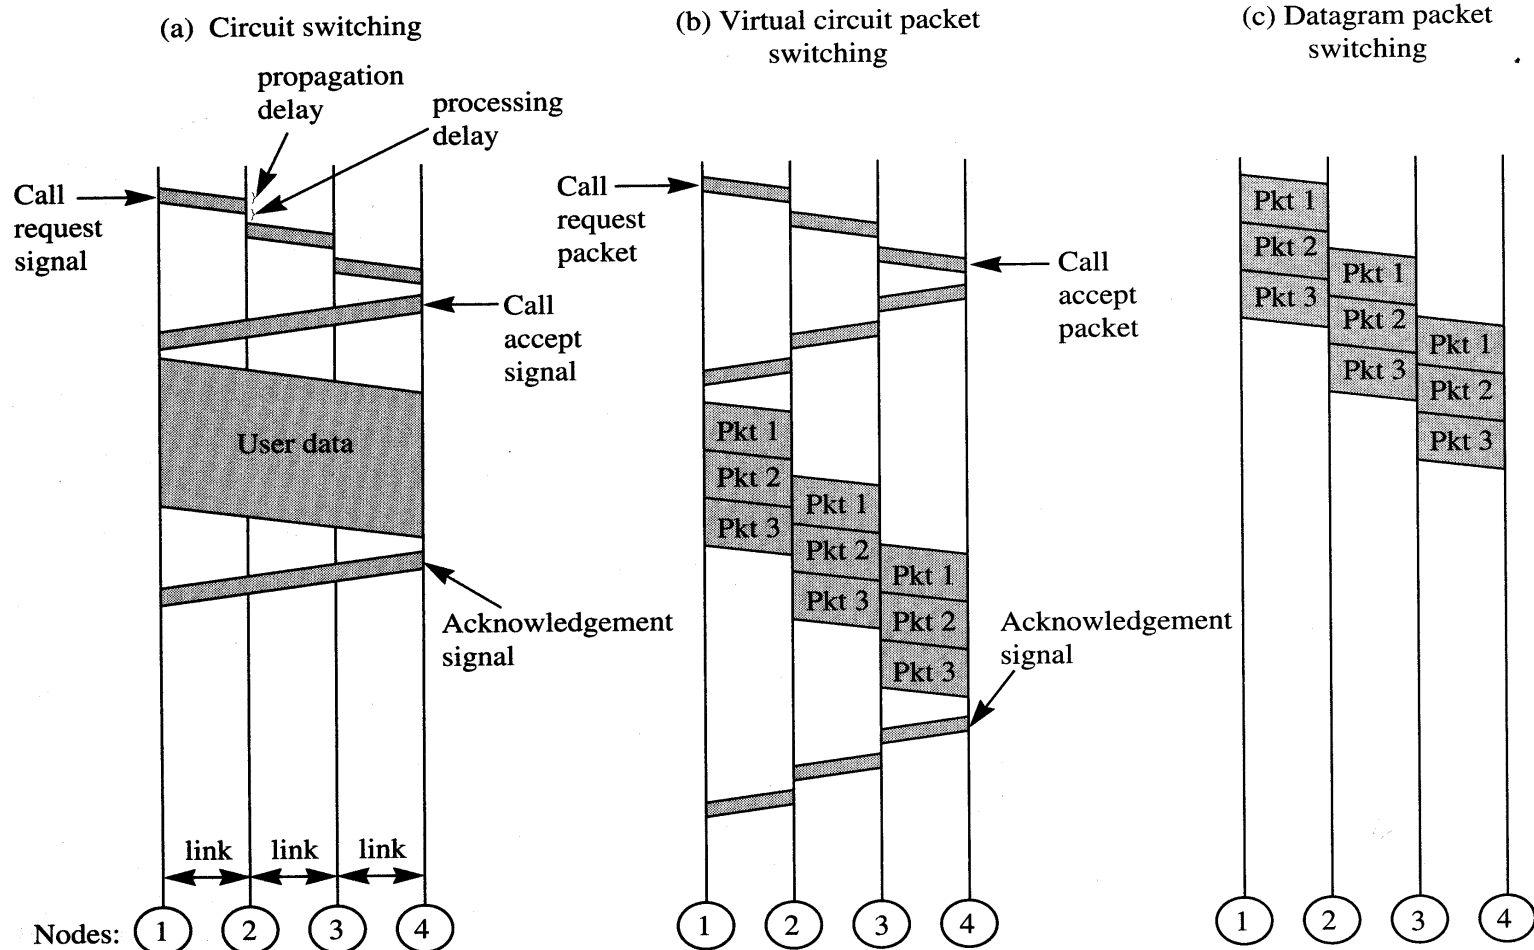 (a) Circuit switching
propagation
delay
processing
delay
Call
request
signal
Call
accept
signal
User data
Acknowledgement
signal
link link link
Nodes: 1 2 3 4
(b) Virtual circuit packet
switching
Call
request
packet
Call
accept
packet
Pkt 1
Pkt 2
Pkt 3
Pkt 1
Pkt 2
Pkt 3
Pkt 1
Pkt 2
Pkt 3
Acknowledgement
signal
1 2 3 4
(c) Datagram packet
switching
Pkt 1
Pkt 2
Pkt 3
Pkt 1
Pkt 2
Pkt 3
Pkt 1
Pkt 2
Pkt 3
1 2 3 4